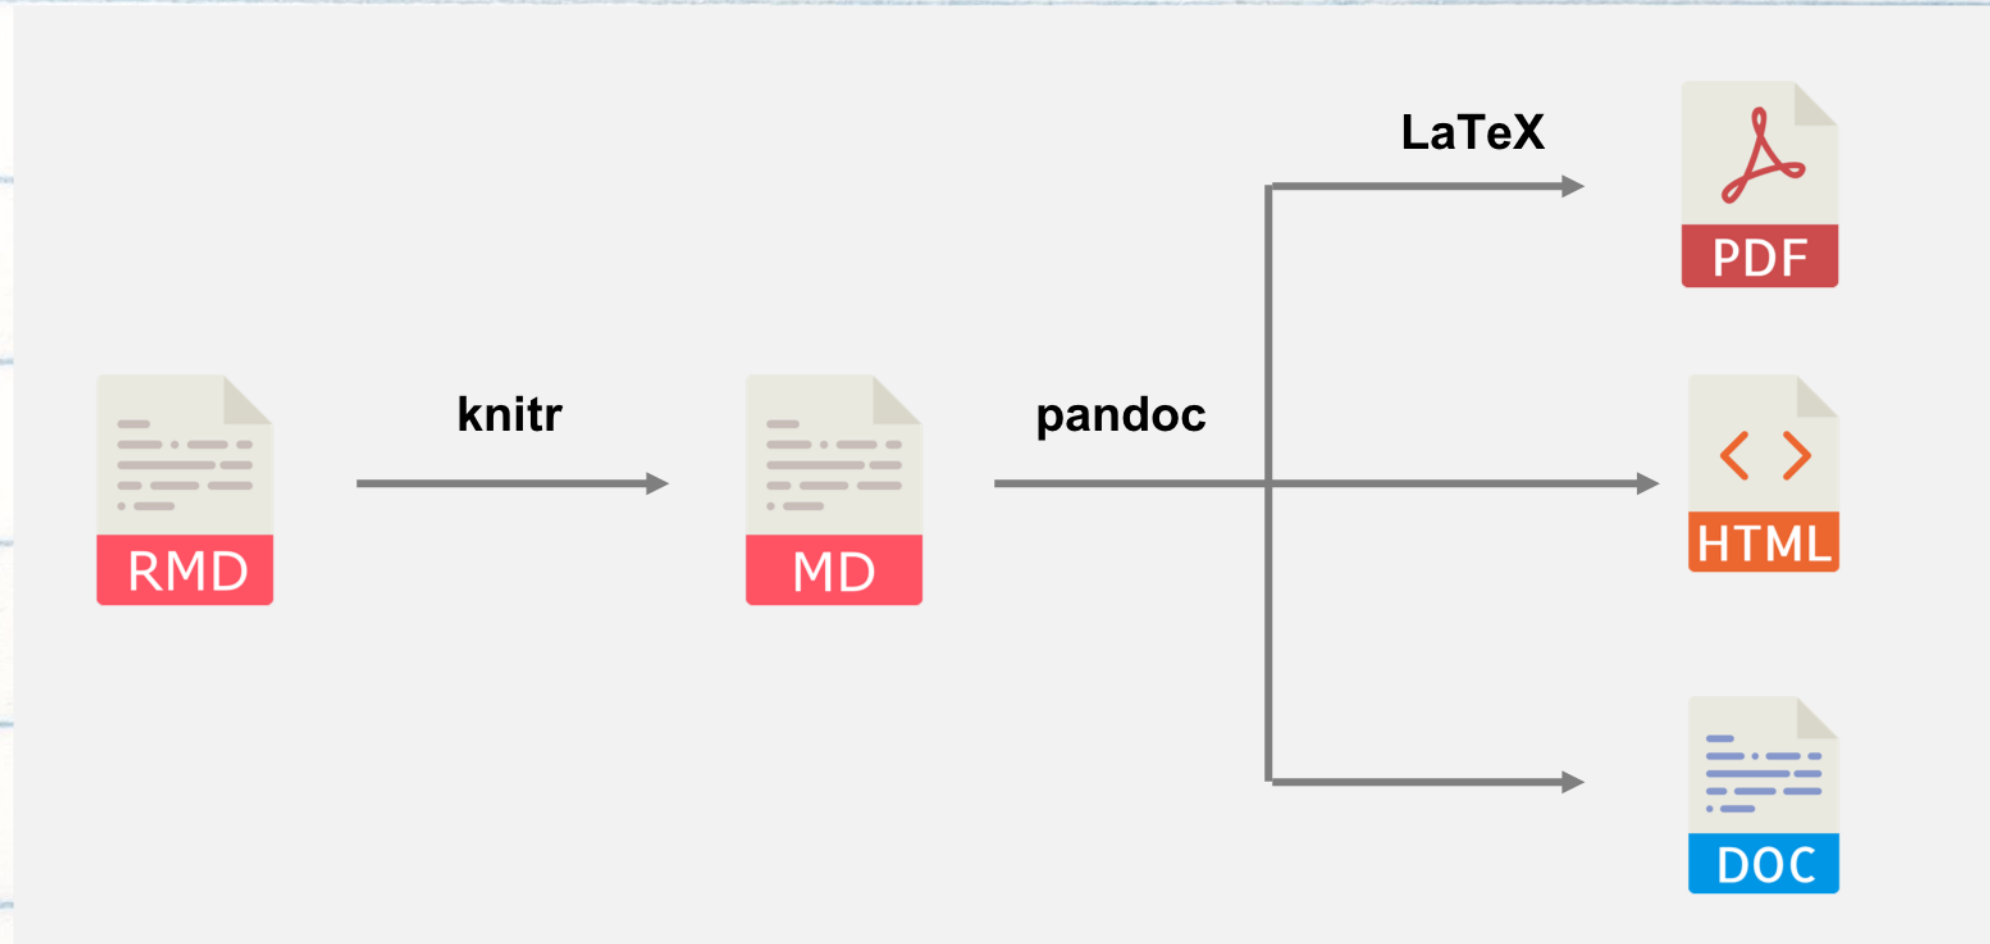 LaTeX
PDF
knitr
pandoc
RMD
MD
HTML
DOC